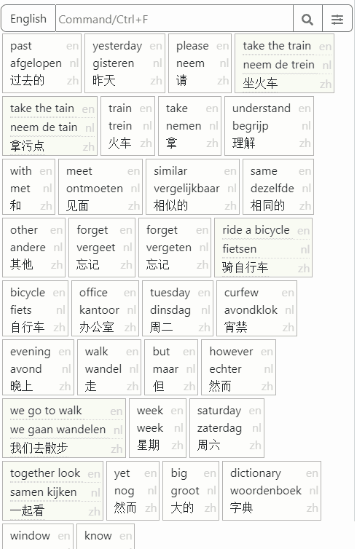 English Command/Ctrl+F
past en
afgelopen nl
过去的 zh
yesterday en
gisteren nl
昨天 zh
please en
neem nl
请 zh
take the train en
neem de trein nl
坐火车 zh
take the tain en
neem de tain nl
拿污点 zh
train en
trein nl
火车 zh
take en
nemen nl
拿 zh
understand en
begrijp nl
理解 zh
with en
met nl
和 zh
meet en
ontmoeten nl
见面 zh
similar en
vergelijkbaar nl
相似的 zh
same en
dezelfde nl
相同的 zh
other en
andere nl
其他 zh
forget en
vergeet nl
忘记 zh
forget en
vergeten nl
忘记 zh
ride a bicycle en
fietsen nl
骑自行车 zh
bicycle en
fiets nl
自行车 zh
office en
kantoor nl
办公室 zh
tuesday en
dinsdag nl
周二 zh
curfew en
avondklok nl
宵禁 zh
evening en
avond nl
晚上 zh
walk en
wandel nl
走 zh
but en
maar nl
但 zh
however en
echter nl
然而 zh
we go to walk en
we gaan wandelen nl
我们去散步 zh
week en
week nl
星期 zh
saturday en
zaterdag nl
周六 zh
together look en
samen kijken nl
一起看 zh
yet en
nog nl
然而 zh
big en
groot nl
大的 zh
dictionary en
woordenboek nl
字典 zh
window en
know en